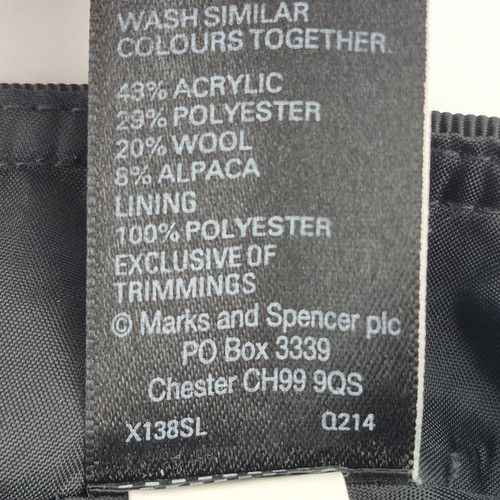 WASH SIMILAR
COLOURS TOGETHER.
43% ACRYLIC
29% POLYESTER
20% WOOL
8% ALPACA
LINING
100% POLYESTER
EXCLUSIVE OF
TRIMMINGS
© Marks and Spencer plc
PO Box 3339
Chester CH99 9QS
X138SL Q214